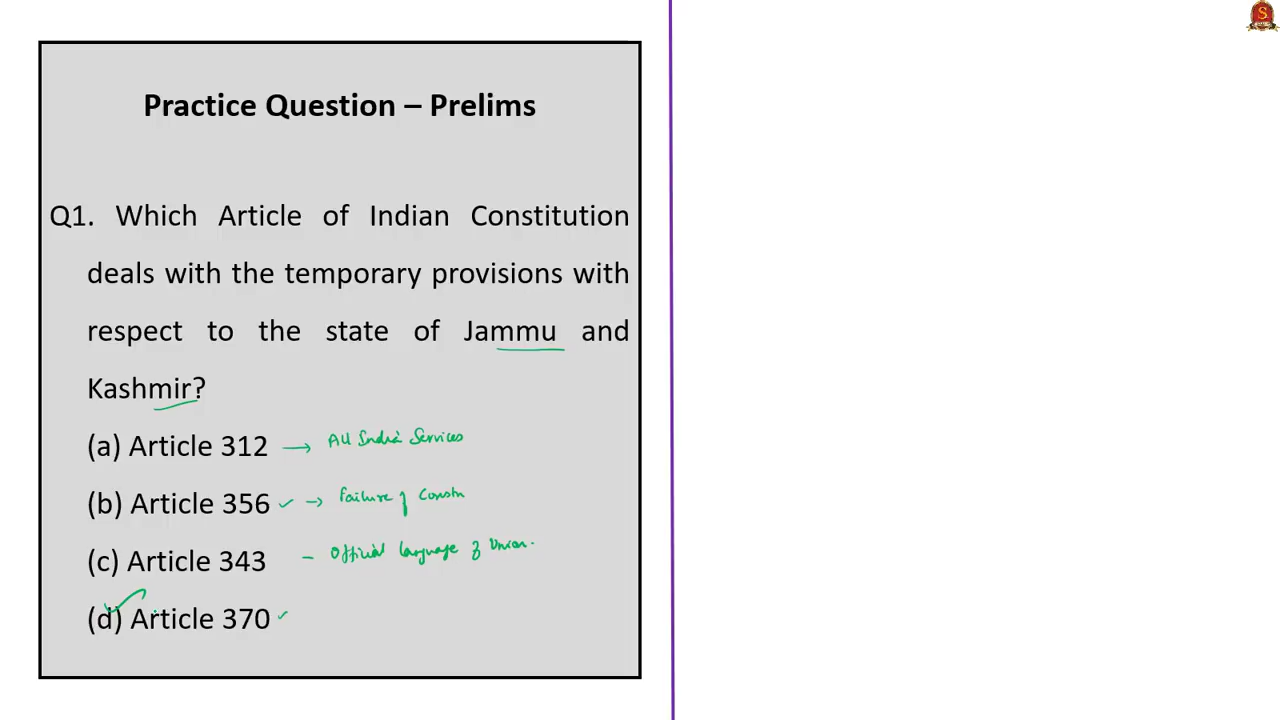 Practice Question – Prelims
Q1. Which Article of Indian Constitution
deals with the temporary provisions with
respect to the state of Jammu and
Kashmir?
(a) Article 312 → All India Services
(b) Article 356 ✓ → Failure of Constn
(c) Article 343 – Official language of Union.
(d) Article 370 ✓
S